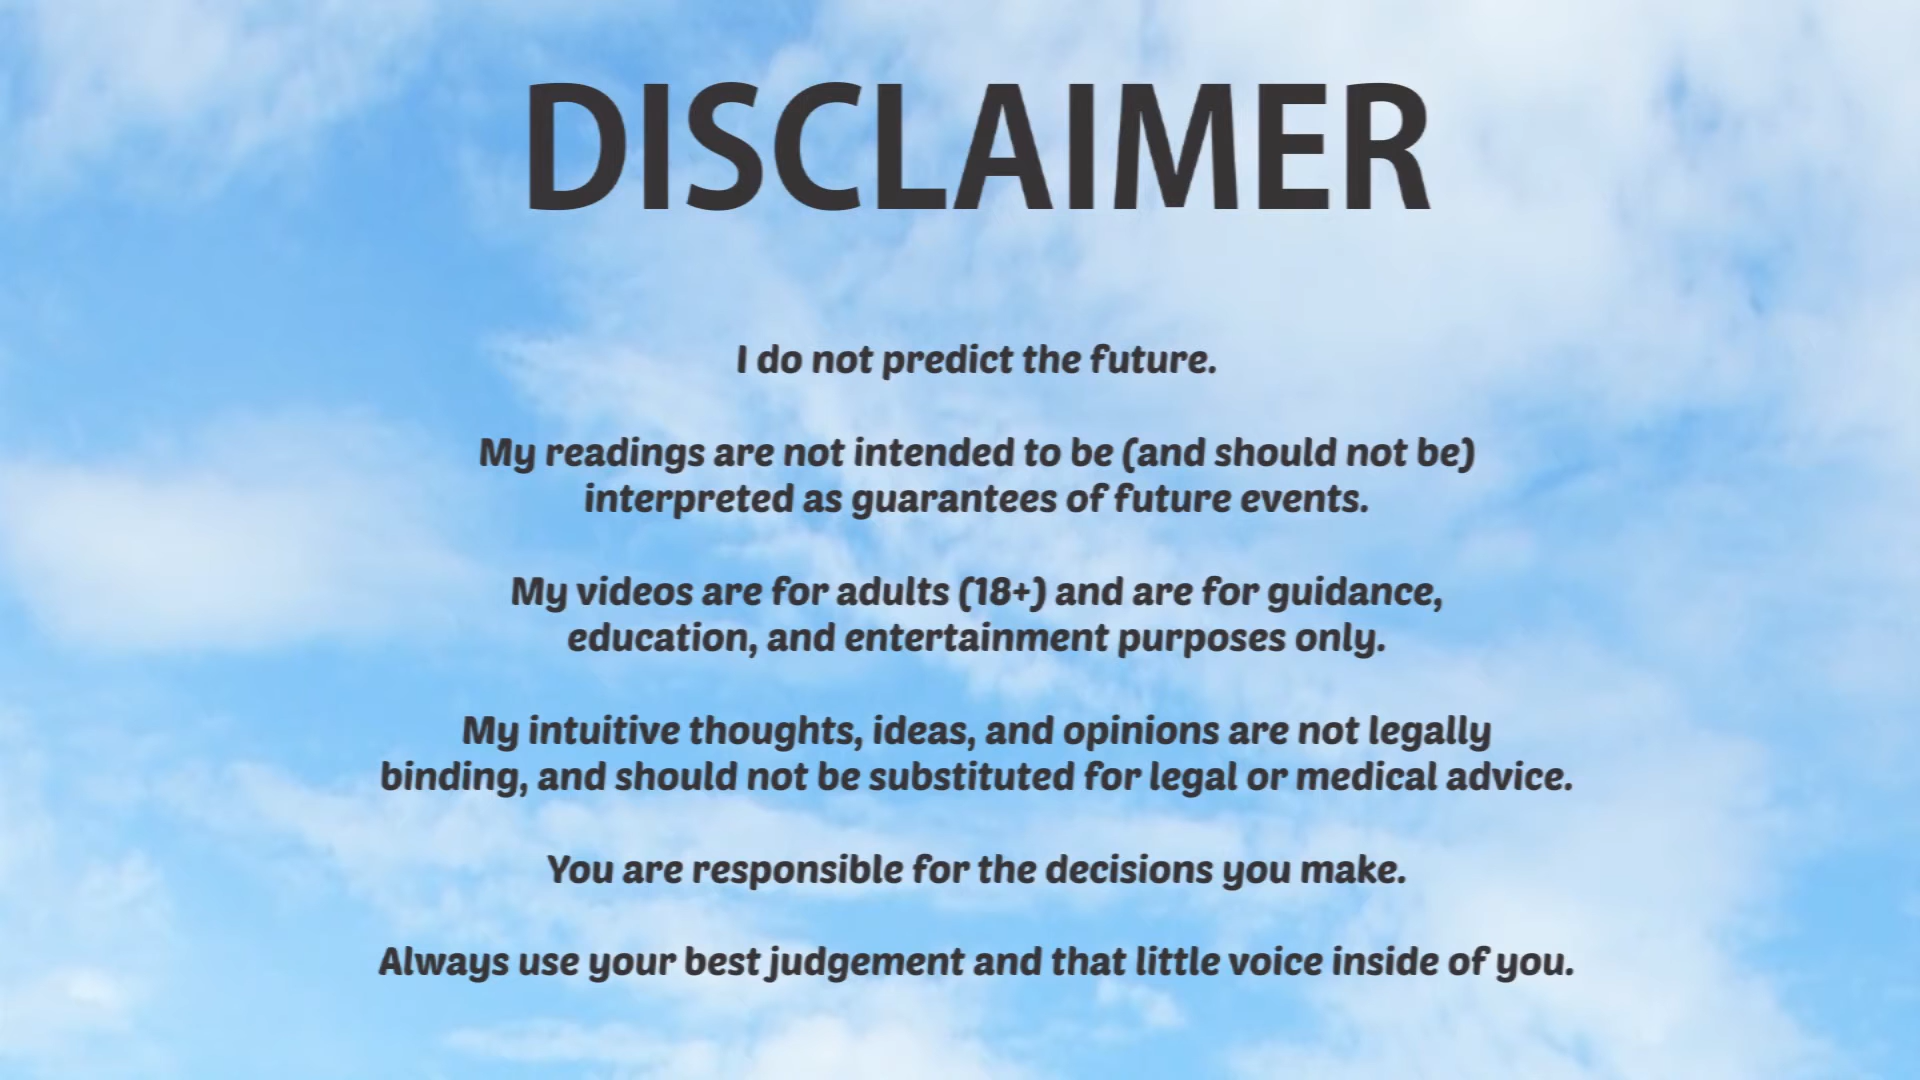 DISCLAIMER
I do not predict the future.
My readings are not intended to be (and should not be)
interpreted as guarantees of future events.
My videos are for adults (18+) and are for guidance,
education, and entertainment purposes only.
My intuitive thoughts, ideas, and opinions are not legally
binding, and should not be substituted for legal or medical advice.
You are responsible for the decisions you make.
Always use your best judgement and that little voice inside of you.